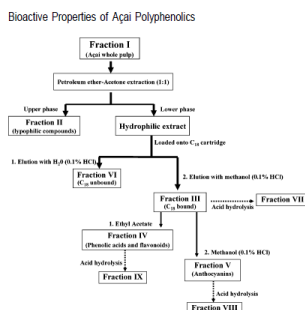 Bioactive Properties of Açai Polyphenolics
Fraction I
(Açai whole pulp)
Petroleum ether-Acetone extraction (1:1)
Upper phase
Lower phase
Fraction II
(lypophilic compounds)
Hydrophilic extract
Loaded onto C18 cartridge
1. Elution with H20 (0.1% HCl)
2. Elution with methanol (0.1% HCl)
Fraction VI
(C18 unbound)
Fraction III
(C18 bound)
Acid hydrolysis
Fraction VII
1. Ethyl Acetate
Fraction IV
(Phenolic acids and flavonoids)
2. Methanol (0.1% HCl)
Acid hydrolysis
Fraction V
(Anthocyanins)
Fraction IX
Acid hydrolysis
Fraction VIII